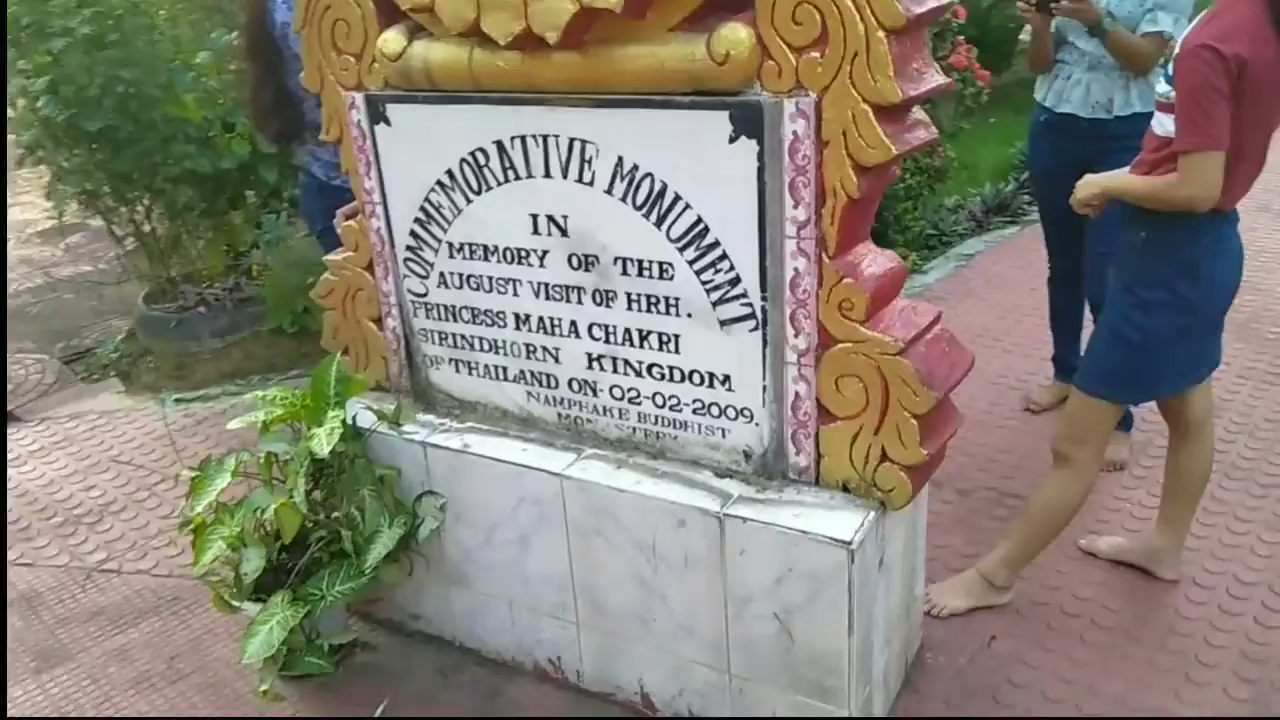 COMMEMORATIVE MONUMENT
IN
MEMORY OF THE
AUGUST VISIT OF HRH.
PRINCESS MAHA CHAKRI
SIRINDHORN KINGDOM
OF THAILAND ON-02-02-2009.
NAMPHAKE BUDDHIST
MONASTERY